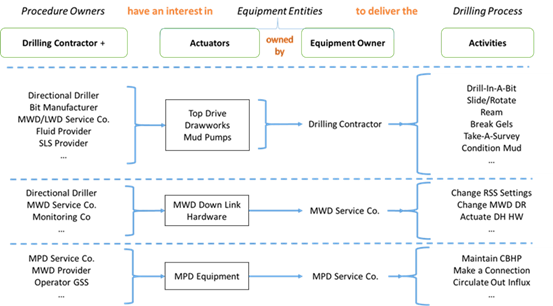 Procedure Owners have an interest in Equipment Entities to deliver the Drilling Process
Drilling Contractor + Actuators owned by Equipment Owner Activities
Directional Driller
Bit Manufacturer
MWD/LWD Service Co.
Fluid Provider
SLS Provider
...
Top Drive
Drawworks
Mud Pumps
Drilling Contractor
Drill-In-A-Bit
Slide/Rotate
Ream
Break Gels
Take-A-Survey
Condition Mud
...
Directional Driller
MWD Service Co.
Monitoring Co
...
MWD Down Link
Hardware
MWD Service Co.
Change RSS Settings
Change MWD DR
Actuate DH HW
...
MPD Service Co.
MWD Provider
Operator GSS
...
MPD Equipment
MPD Service Co.
Maintain CBHP
Make a Connection
Circulate Out Influx
...